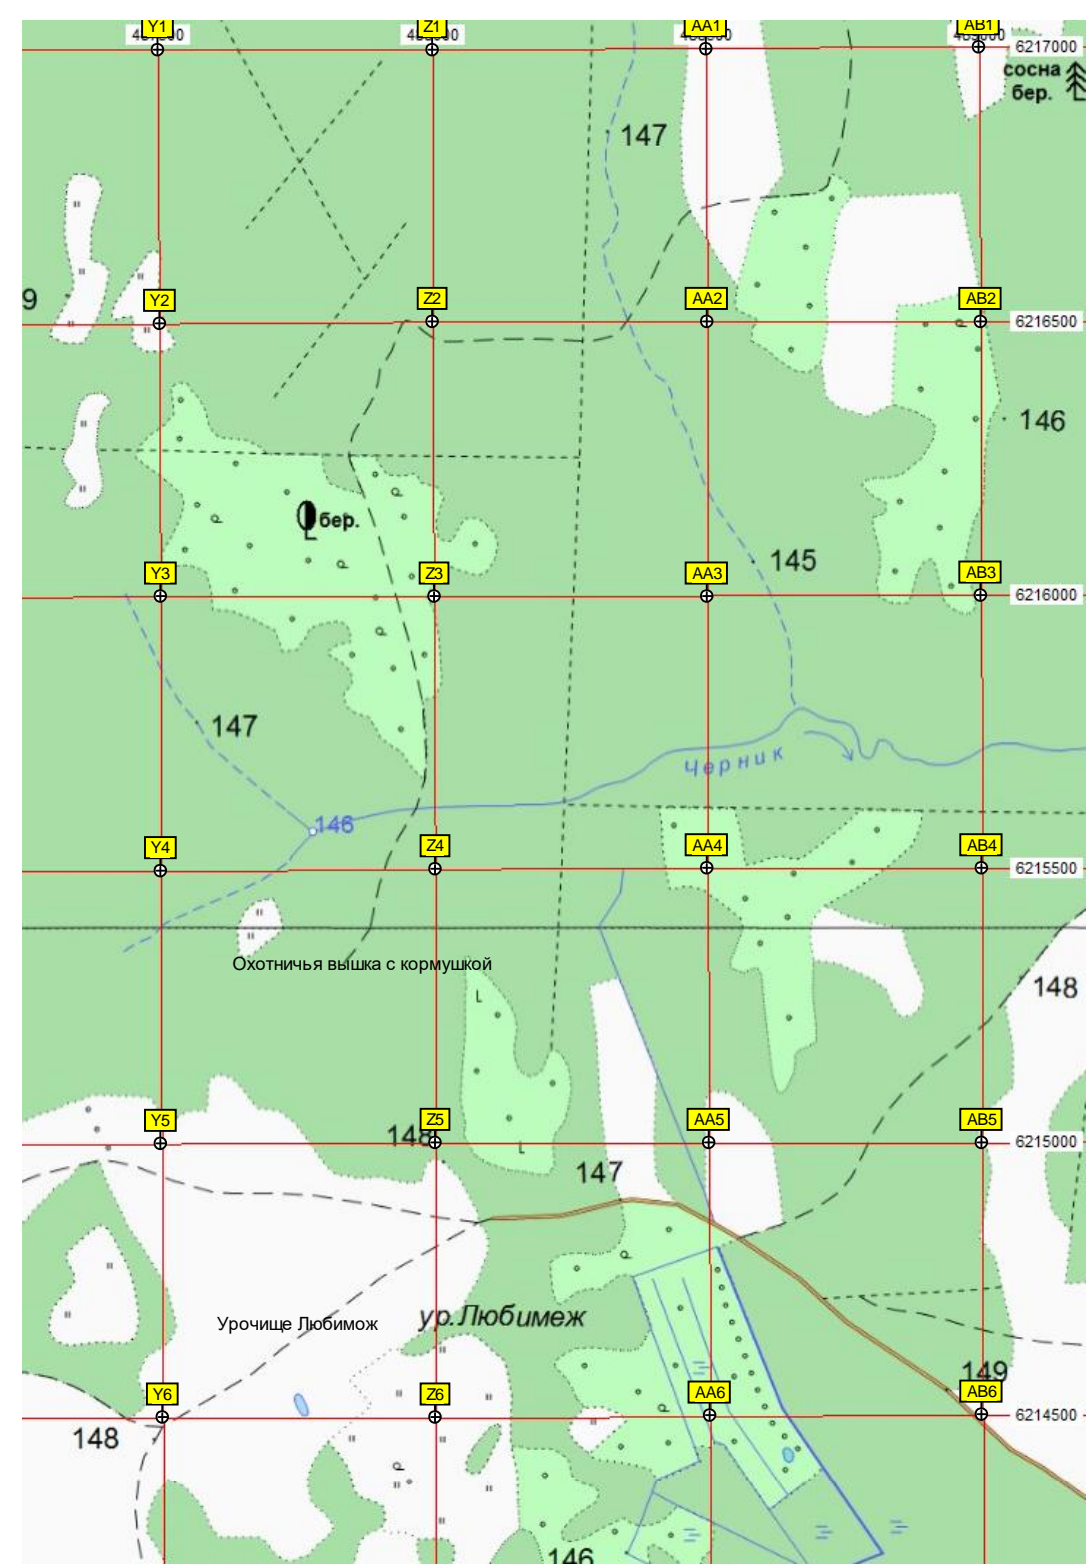 Y1 Z1 AA1 AB1
6217000
сосна
бер.
147
9
Y2 Z2 AA2 AB2
6216500
146
бер.
145
Y3 Z3 AA3 AB3
6216000
147
Черник
146
Y4 Z4 AA4 AB4
6215500
Охотничья вышка с кормушкой
148
Y5 Z5 AA5 AB5
148
6215000
147
ур.Любимеж
Урочище Любимож
149
Y6 Z6 AA6 AB6
6214500
148
146